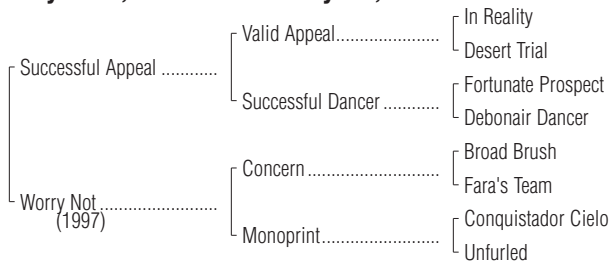 In Reality
Valid Appeal....................
Desert Trial
Successful Appeal ............
Fortunate Prospect
Successful Dancer ............
Debonair Dancer
Broad Brush
Concern ..........................
Fara's Team
Worry Not ........................
(1997)
Conquistador Cielo
Monoprint.......................
Unfurled